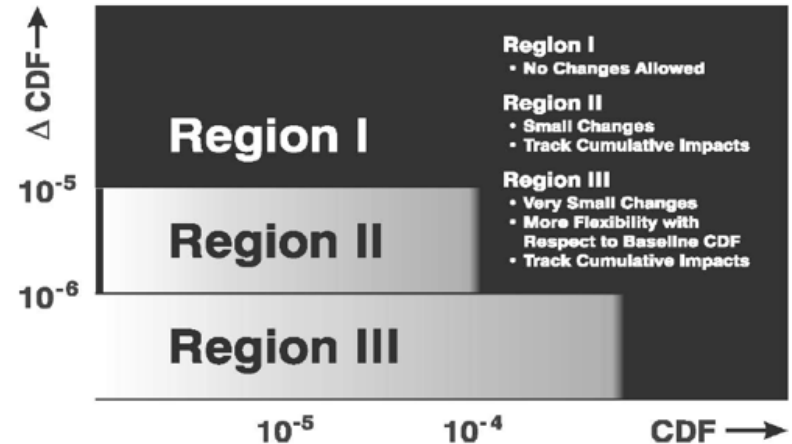 Δ CDF→
Region I
• No Changes Allowed
Region II
• Small Changes
• Track Cumulative Impacts
Region III
• Very Small Changes
• More Flexibility with
Respect to Baseline CDF
• Track Cumulative Impacts
Region I
10⁻⁵
Region II
10⁻⁶
Region III
10⁻⁵ 10⁻⁴ CDF →